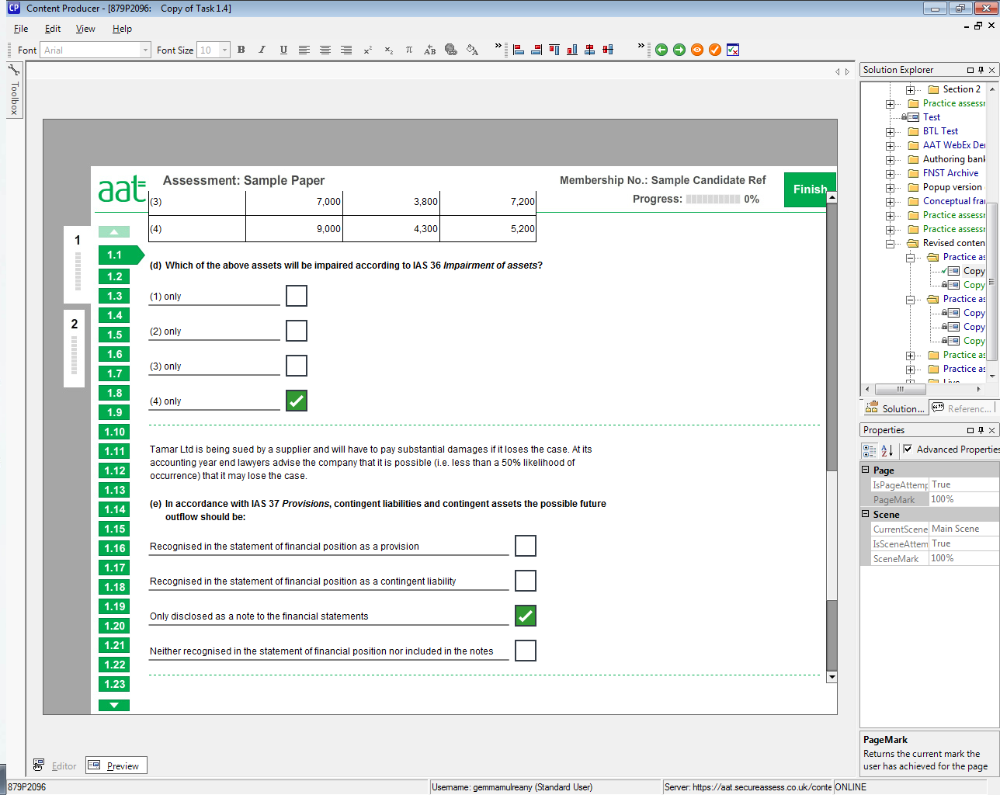 CP Content Producer - [879P2096: Copy of Task 1.4]
File Edit View Help
Font Arial Font Size 10 B I U
Toolbox
aat
Assessment: Sample Paper
Membership No.: Sample Candidate Ref
Progress: 0%
Finish
1
2
1.1
1.2
1.3
1.4
1.5
1.6
1.7
1.8
1.9
1.10
1.11
1.12
1.13
1.14
1.15
1.16
1.17
1.18
1.19
1.20
1.21
1.22
1.23
(3) 7,000 3,800 7,200
(4) 9,000 4,300 5,200
(d) Which of the above assets will be impaired according to IAS 36 Impairment of assets?
(1) only
(2) only
(3) only
(4) only
Tamar Ltd is being sued by a supplier and will have to pay substantial damages if it loses the case. At its
accounting year end lawyers advise the company that it is possible (i.e. less than a 50% likelihood of
occurrence) that it may lose the case.
(e) In accordance with IAS 37 Provisions, contingent liabilities and contingent assets the possible future
outflow should be:
Recognised in the statement of financial position as a provision
Recognised in the statement of financial position as a contingent liability
Only disclosed as a note to the financial statements
Neither recognised in the statement of financial position nor included in the notes
Editor Preview
Solution Explorer
Section 2
Practice assessr
Test
BTL Test
AAT WebEx Der
Authoring bank
FNST Archive
Popup version
Conceptual fra
Practice assessr
Practice assessr
Revised conten
Practice as
Copy
Copy
Practice as
Copy
Copy
Copy
Practice as
Practice as
Live
Solution... Referenc...
Properties
Advanced Properties
Page
IsPageAttemp True
PageMark 100%
Scene
CurrentScene Main Scene
IsSceneAttem True
SceneMark 100%
PageMark
Returns the current mark the
user has achieved for the page
879P2096 Username: gemmamulreany (Standard User) Server: https://aat.secureassess.co.uk/conte ONLINE